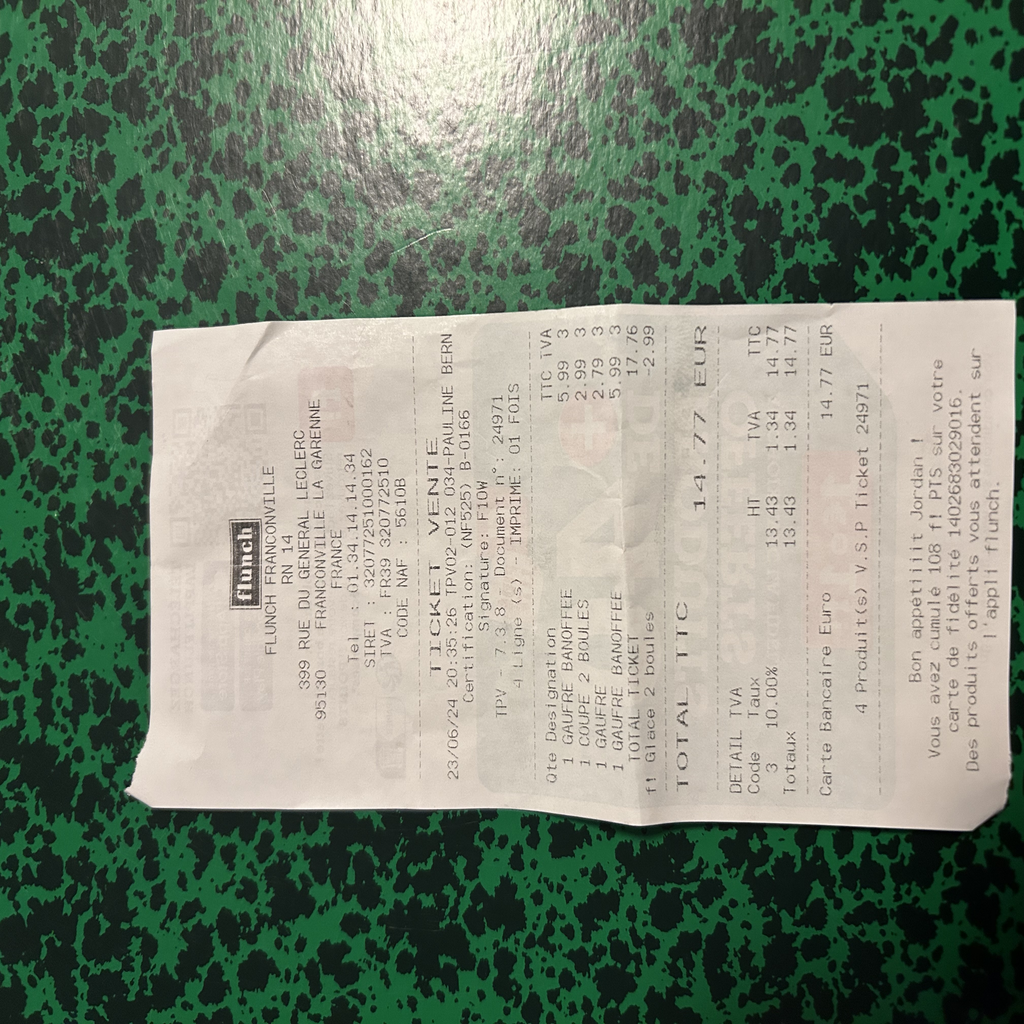 flunch
FLUNCH FRANCONVILLE
RN 14
399 RUE DU GENERAL LECLERC
95130 FRANCONVILLE LA GARENNE
FRANCE
Tel : 01.34.14.14.34
SIRET : 32077251000162
TVA : FR39 320772510
CODE NAF : 5610B
TICKET VENTE
23/06/24 20:35:26 TPV02-012 034-PAULINE BERN
Certification: (NF525) B-0166
Signature: F10W
TPV - 7.3.8 - Document n°: 24971
4 Ligne(s) -- IMPRIME: 01 FOIS
Qte Designation TTC TVA
1 GAUFRE BANOFFEE 5.99 3
1 COUPE 2 BOULES 2.99 3
1 GAUFRE 2.79 3
1 GAUFRE BANOFFEE 5.99 3
TOTAL TICKET 17.76
f! Glace 2 boules -2.99
TOTAL TTC 14.77 EUR
DETAIL TVA
Code Taux HT TVA TTC
3 10.00% 13.43 1.34 14.77
Totaux 13.43 1.34 14.77
Carte Bancaire Euro 14.77 EUR
4 Produit(s) V.S.P Ticket 24971
Bon appétiiit Jordan !
Vous avez cumulé 108 f! PTS sur votre
carte de fidélité 1402683029016.
Des produits offerts vous attendent sur
l'appli flunch.